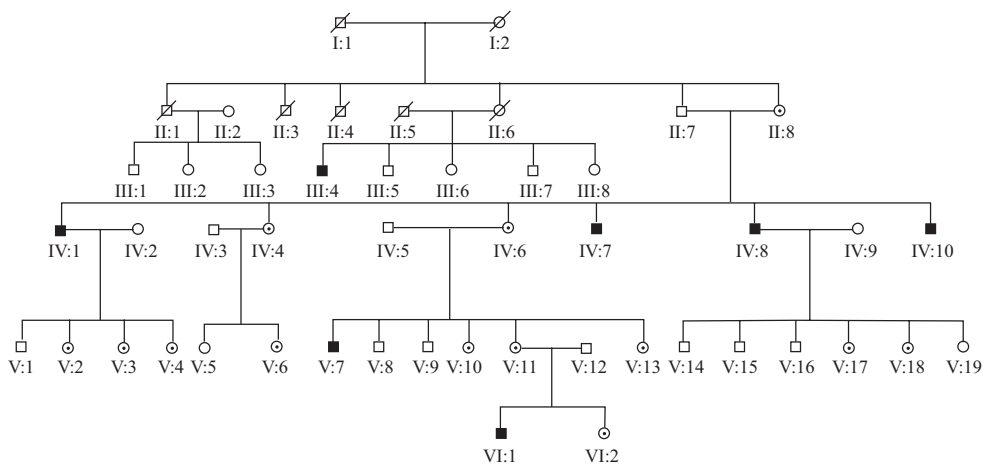 I:1 I:2
II:1 II:2 II:3 II:4 II:5 II:6 II:7 II:8
III:1 III:2 III:3 III:4 III:5 III:6 III:7 III:8
IV:1 IV:2 IV:3 IV:4 IV:5 IV:6 IV:7 IV:8 IV:9 IV:10
V:1 V:2 V:3 V:4 V:5 V:6 V:7 V:8 V:9 V:10 V:11 V:12 V:13 V:14 V:15 V:16 V:17 V:18 V:19
VI:1 VI:2